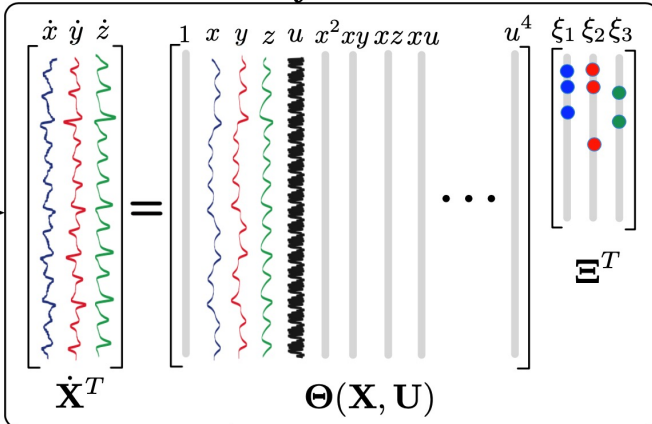 ẋ ẏ ż = 1 x y z u x² xy xz xu ... u⁴ ξ₁ ξ₂ ξ₃
Ẋᵀ Θ(X, U) Ξᵀ